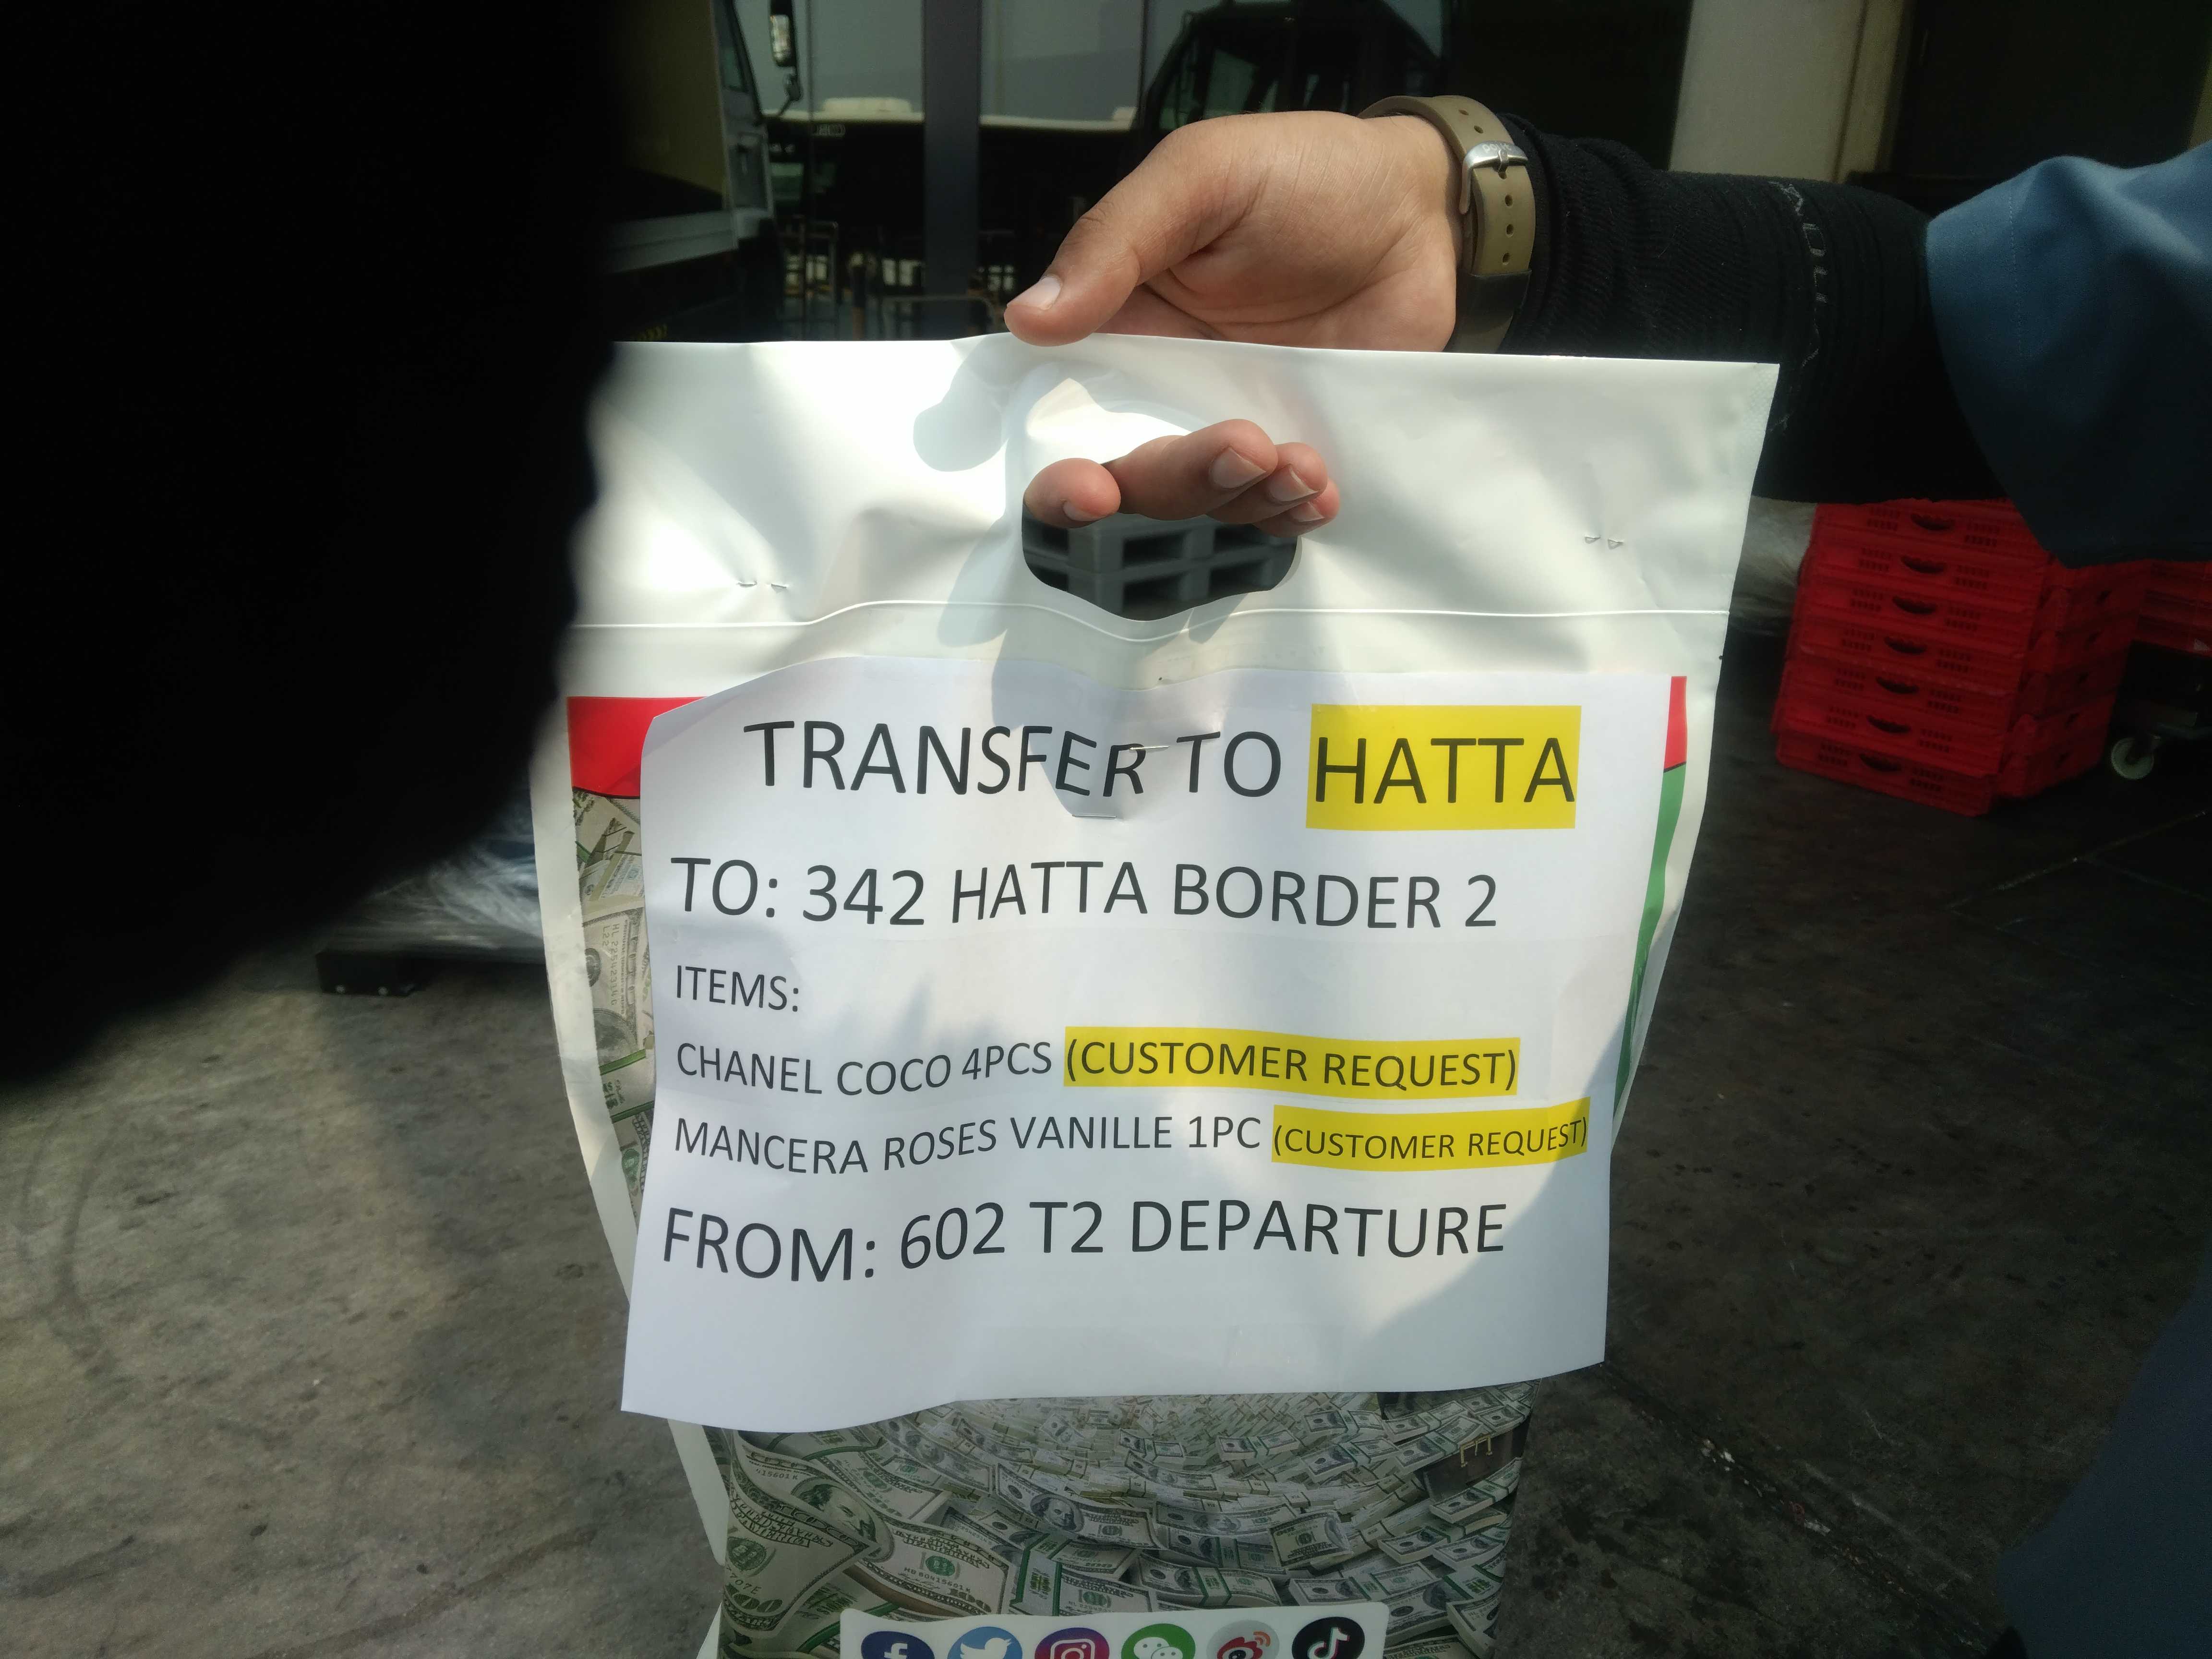 TRANSFER TO HATTA
TO: 342 HATTA BORDER 2
ITEMS:
CHANEL COCO 4PCS (CUSTOMER REQUEST)
MANCERA ROSES VANILLE 1PC (CUSTOMER REQUEST)
FROM: 602 T2 DEPARTURE